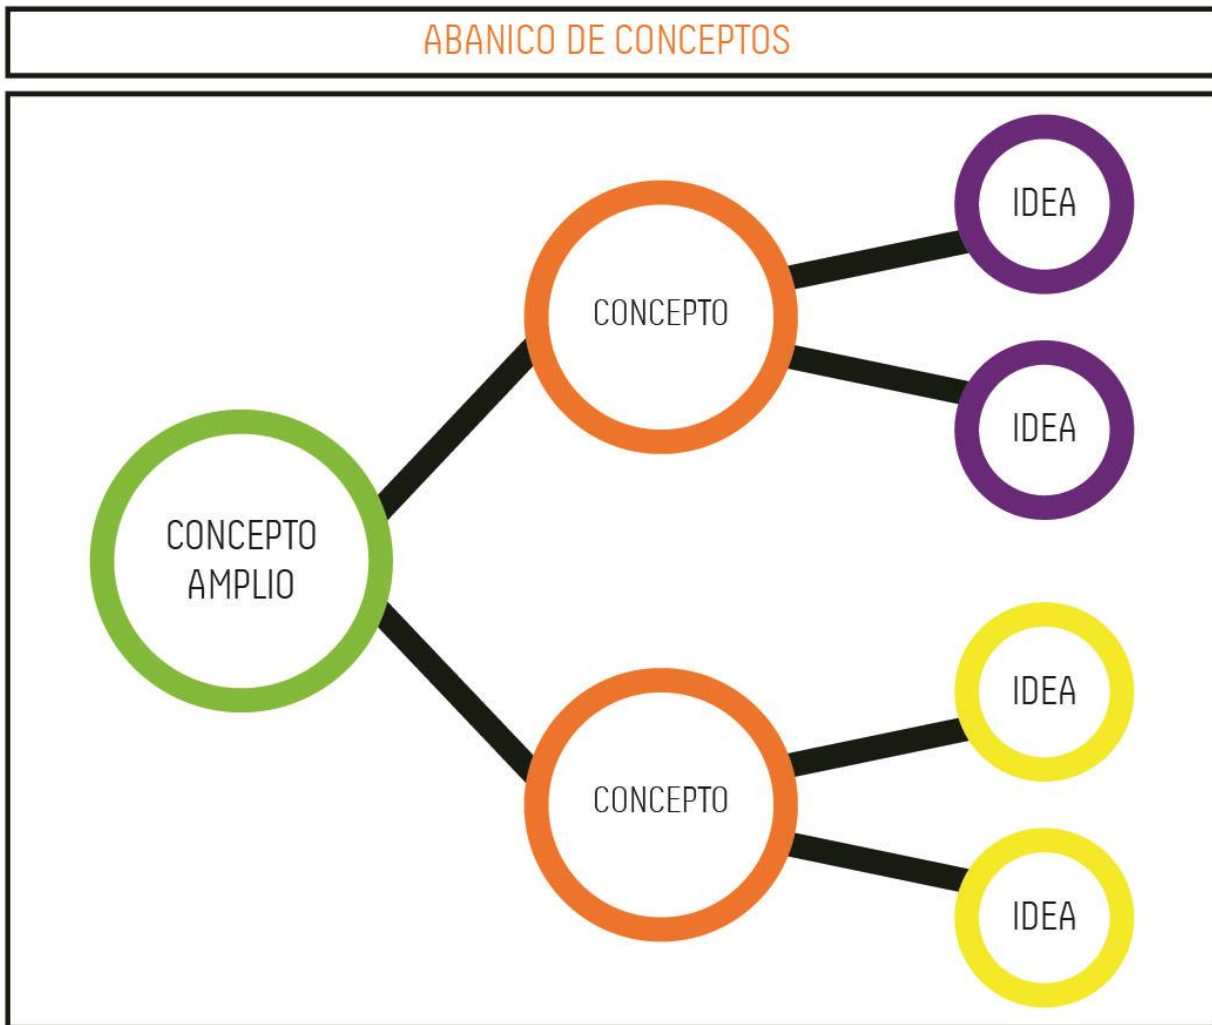 ABANICO DE CONCEPTOS
CONCEPTO
AMPLIO
CONCEPTO
IDEA
IDEA
CONCEPTO
IDEA
IDEA